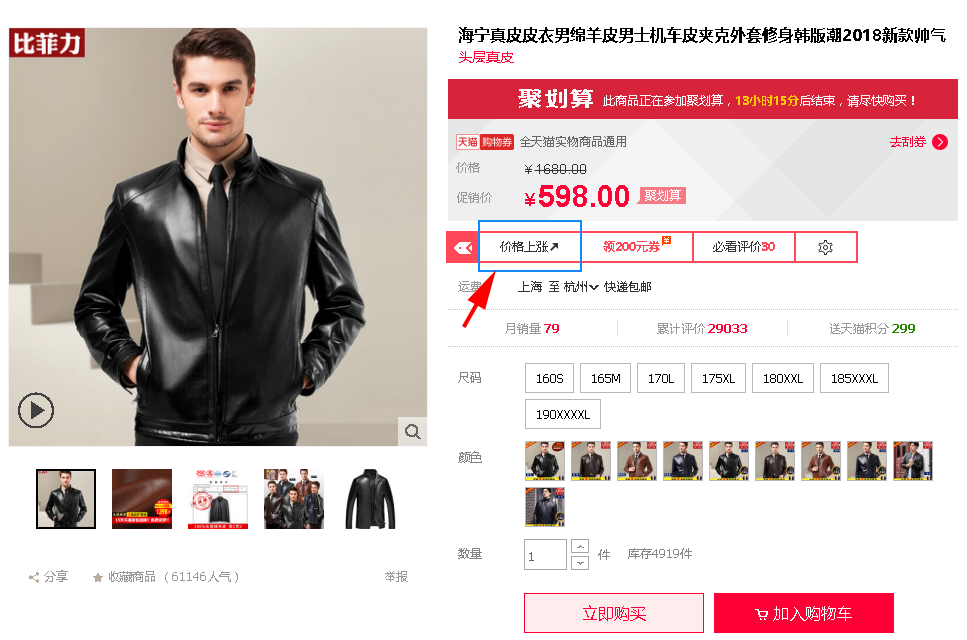 比菲力
海宁真皮皮衣男绵羊皮男士机车皮夹克外套修身韩版潮2018新款帅气
头层真皮
聚划算 此商品正在参加聚划算，13小时15分后结束，请尽快购买！
天猫 购物券 全天猫实物商品通用 去刮券
价格 ¥1680.00
促销价 ¥598.00 聚划算
价格上涨↗ 领200元券 必看评价30
运费 上海 至 杭州 快递包邮
月销量 79 累计评价 29033 送天猫积分 299
尺码 160S 165M 170L 175XL 180XXL 185XXXL
190XXXXL
颜色
数量 1 件 库存4919件
分享 收藏商品 （61146人气） 举报
立即购买 加入购物车